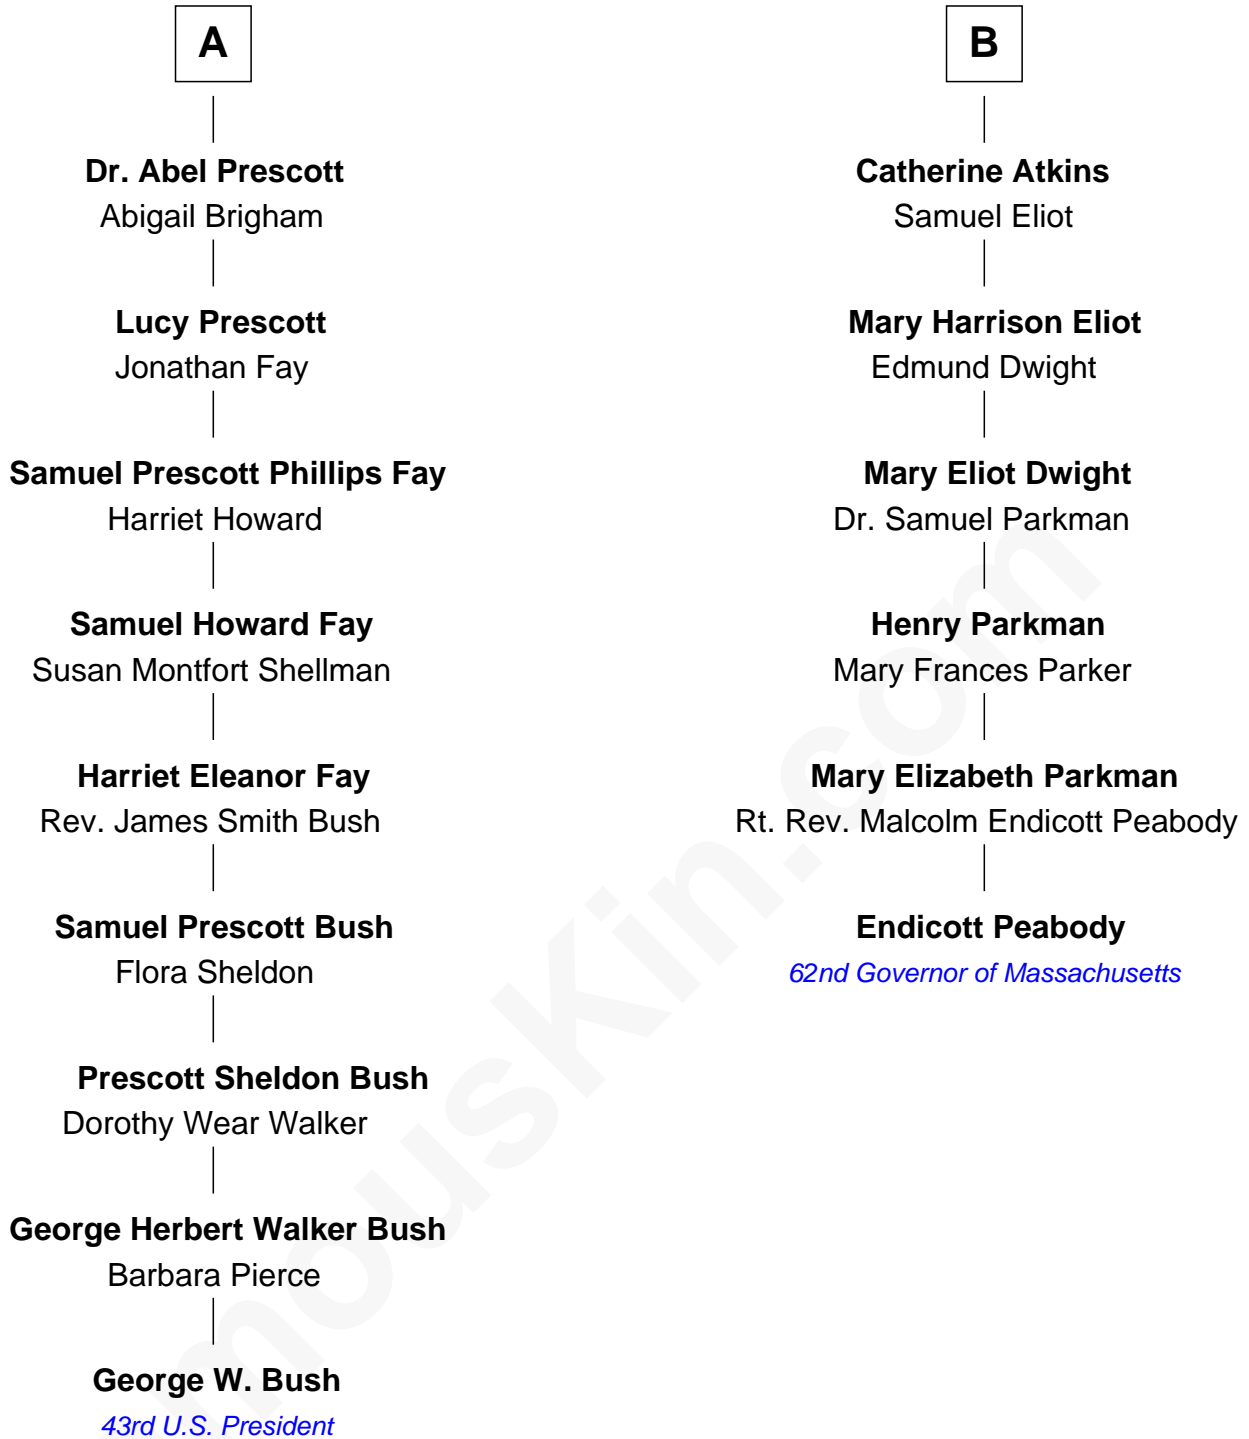 A
Dr. Abel Prescott
Abigail Brigham
Lucy Prescott
Jonathan Fay
Samuel Prescott Phillips Fay
Harriet Howard
Samuel Howard Fay
Susan Montfort Shellman
Harriet Eleanor Fay
Rev. James Smith Bush
Samuel Prescott Bush
Flora Sheldon
Prescott Sheldon Bush
Dorothy Wear Walker
George Herbert Walker Bush
Barbara Pierce
George W. Bush
43rd U.S. President
B
Catherine Atkins
Samuel Eliot
Mary Harrison Eliot
Edmund Dwight
Mary Eliot Dwight
Dr. Samuel Parkman
Henry Parkman
Mary Frances Parker
Mary Elizabeth Parkman
Rt. Rev. Malcolm Endicott Peabody
Endicott Peabody
62nd Governor of Massachusetts
mousKin.com